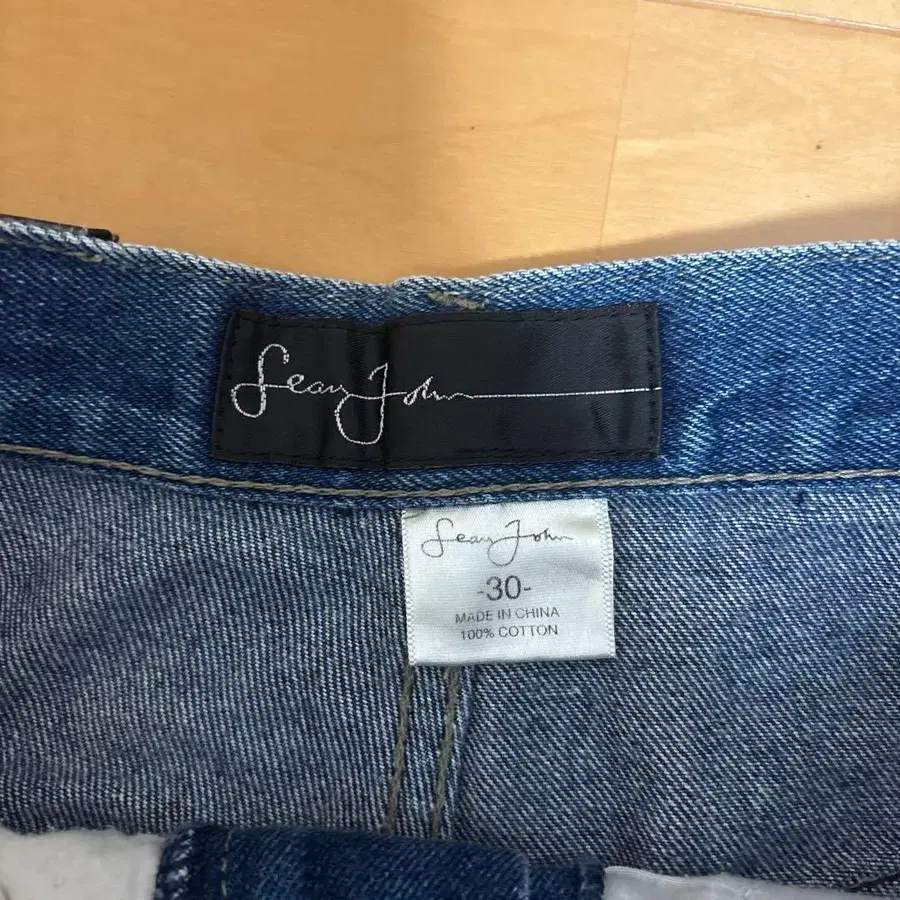 Sean John
Sean John
-30-
MADE IN CHINA
100% COTTON